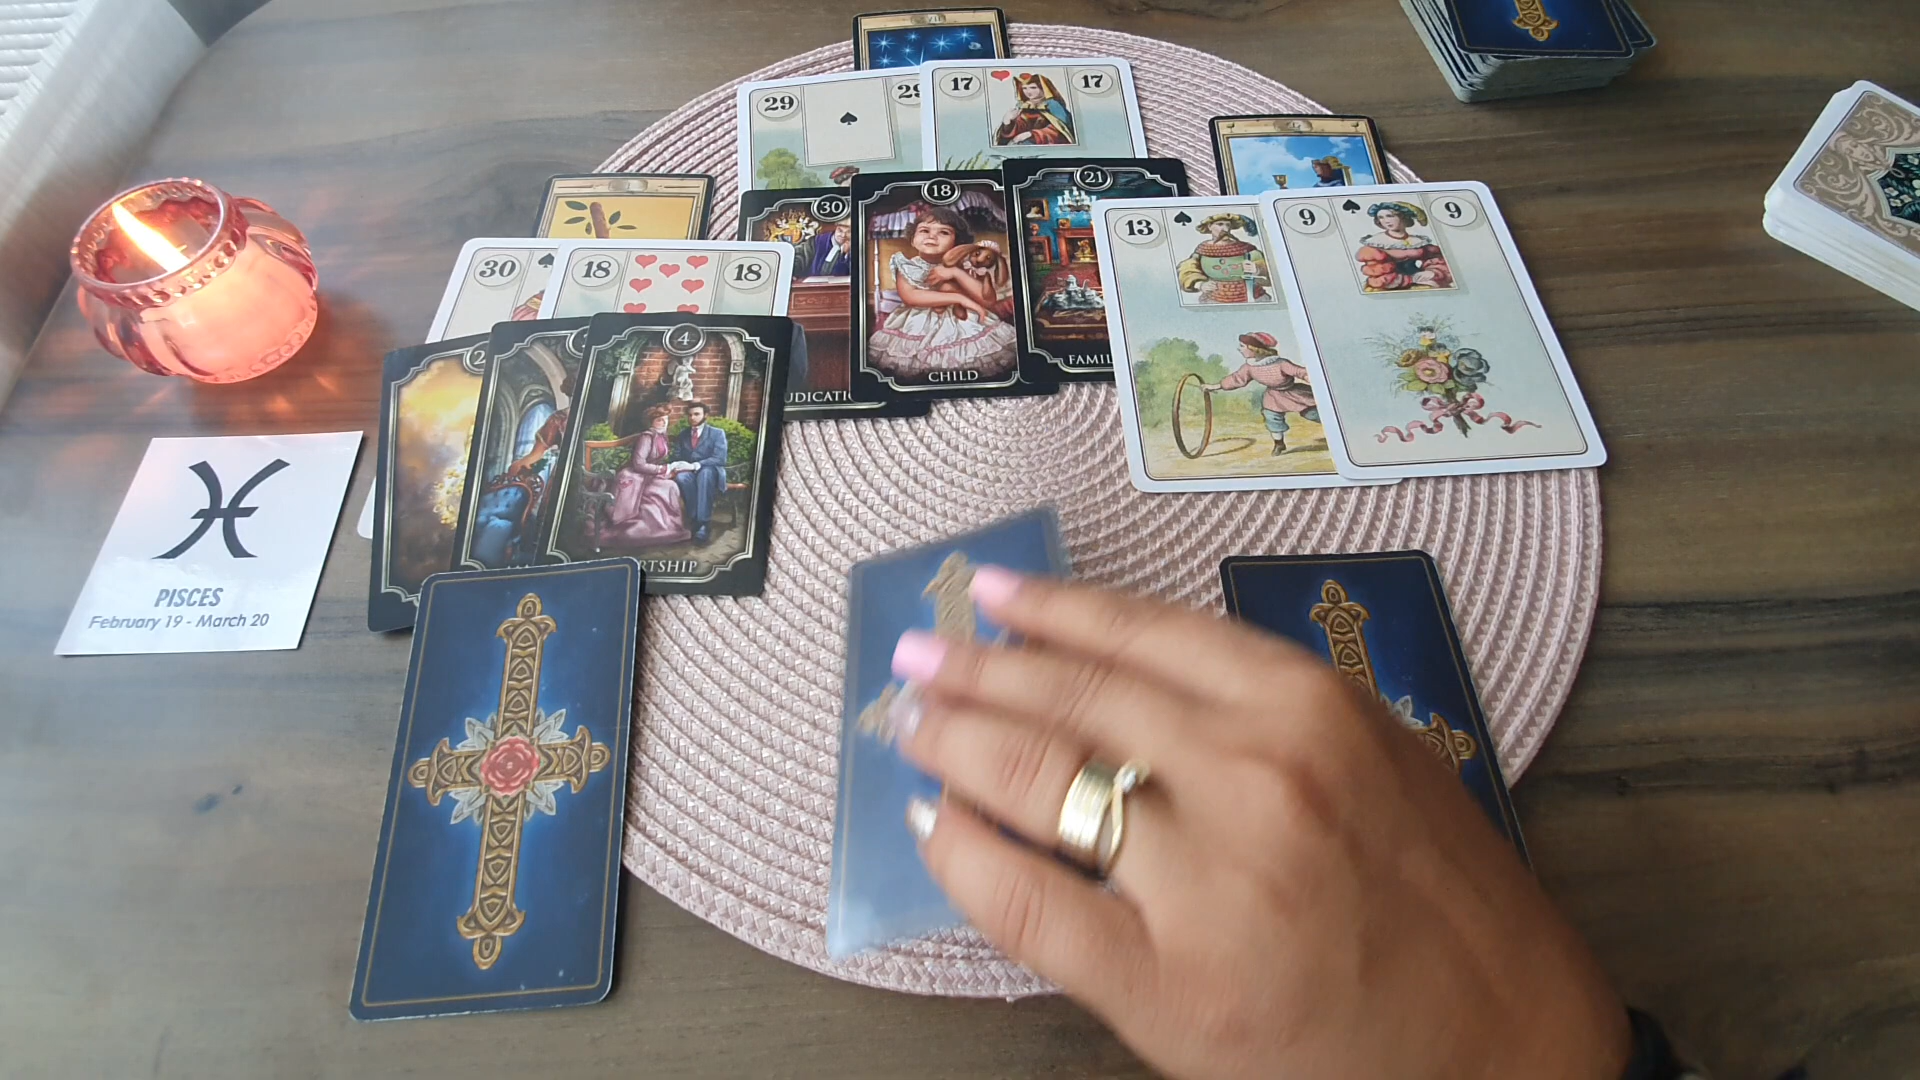 29 29
17 17
30
18
21
13
9 9
30
18 18
4
UDICATI
CHILD
FAMIL
RTSHIP
PISCES
February 19 - March 20